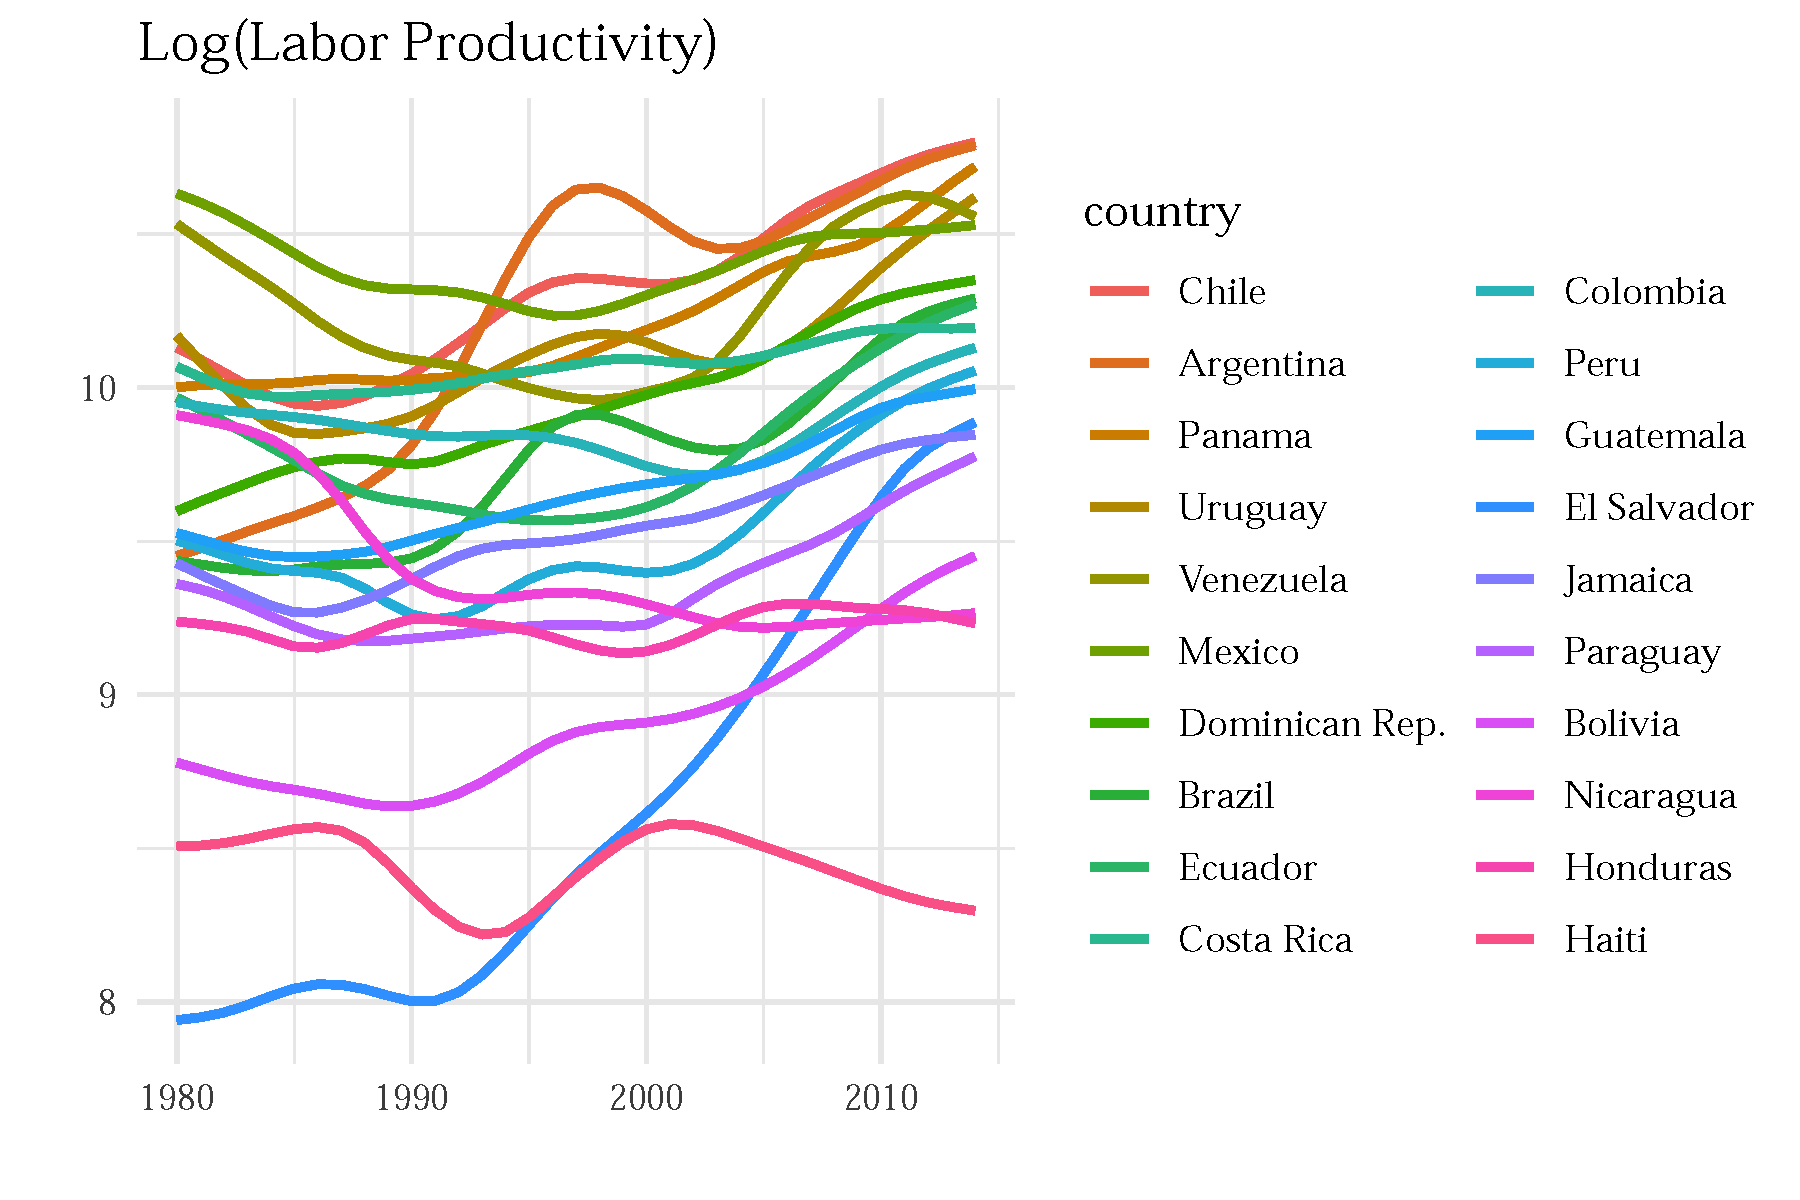 Log(Labor Productivity)
10
9
8
1980 1990 2000 2010
country
Chile
Argentina
Panama
Uruguay
Venezuela
Mexico
Dominican Rep.
Brazil
Ecuador
Costa Rica
Colombia
Peru
Guatemala
El Salvador
Jamaica
Paraguay
Bolivia
Nicaragua
Honduras
Haiti